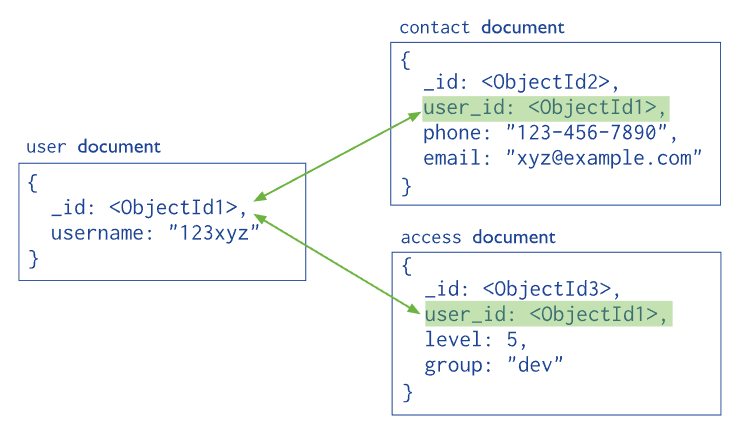 user document
{
_id: <ObjectId1>,
username: "123xyz"
}
contact document
{
_id: <ObjectId2>,
user_id: <ObjectId1>,
phone: "123-456-7890",
email: "xyz@example.com"
}
access document
{
_id: <ObjectId3>,
user_id: <ObjectId1>,
level: 5,
group: "dev"
}